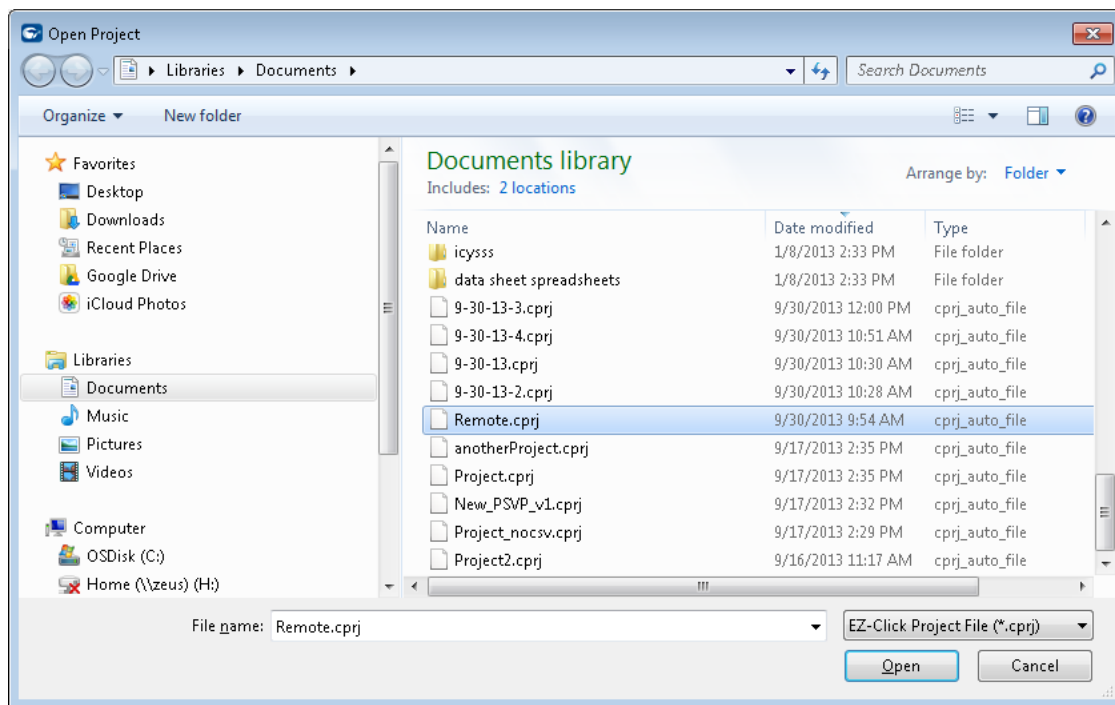 Open Project
Libraries Documents
Search Documents
Organize New folder
Favorites
Desktop
Downloads
Recent Places
Google Drive
iCloud Photos
Libraries
Documents
Music
Pictures
Videos
Computer
OSDisk (C:)
Home (\\zeus) (H:)
Documents library
Includes: 2 locations
Arrange by: Folder
Name Date modified Type
icysss 1/8/2013 2:33 PM File folder
data sheet spreadsheets 1/8/2013 2:33 PM File folder
9-30-13-3.cprj 9/30/2013 12:00 PM cprj_auto_file
9-30-13-4.cprj 9/30/2013 10:51 AM cprj_auto_file
9-30-13.cprj 9/30/2013 10:30 AM cprj_auto_file
9-30-13-2.cprj 9/30/2013 10:28 AM cprj_auto_file
Remote.cprj 9/30/2013 9:54 AM cprj_auto_file
anotherProject.cprj 9/17/2013 2:35 PM cprj_auto_file
Project.cprj 9/17/2013 2:35 PM cprj_auto_file
New_PSVP_v1.cprj 9/17/2013 2:32 PM cprj_auto_file
Project_nocsv.cprj 9/17/2013 2:29 PM cprj_auto_file
Project2.cprj 9/16/2013 11:17 AM cprj_auto_file
File name: Remote.cprj
EZ-Click Project File (*.cprj)
Open Cancel